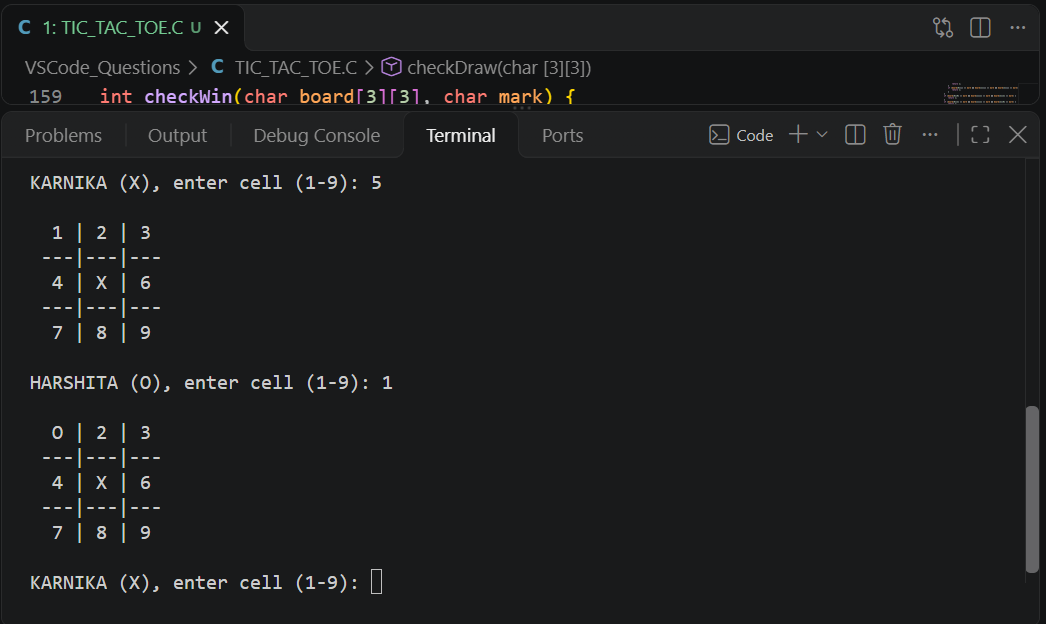 C 1: TIC_TAC_TOE.C U
VSCode_Questions > C TIC_TAC_TOE.C > checkDraw(char [3][3])
159 int checkWin(char board[3][3], char mark) {
Problems Output Debug Console Terminal Ports Code
KARNIKA (X), enter cell (1-9): 5
1 | 2 | 3
---|---|---
4 | X | 6
---|---|---
7 | 8 | 9
HARSHITA (O), enter cell (1-9): 1
O | 2 | 3
---|---|---
4 | X | 6
---|---|---
7 | 8 | 9
KARNIKA (X), enter cell (1-9):